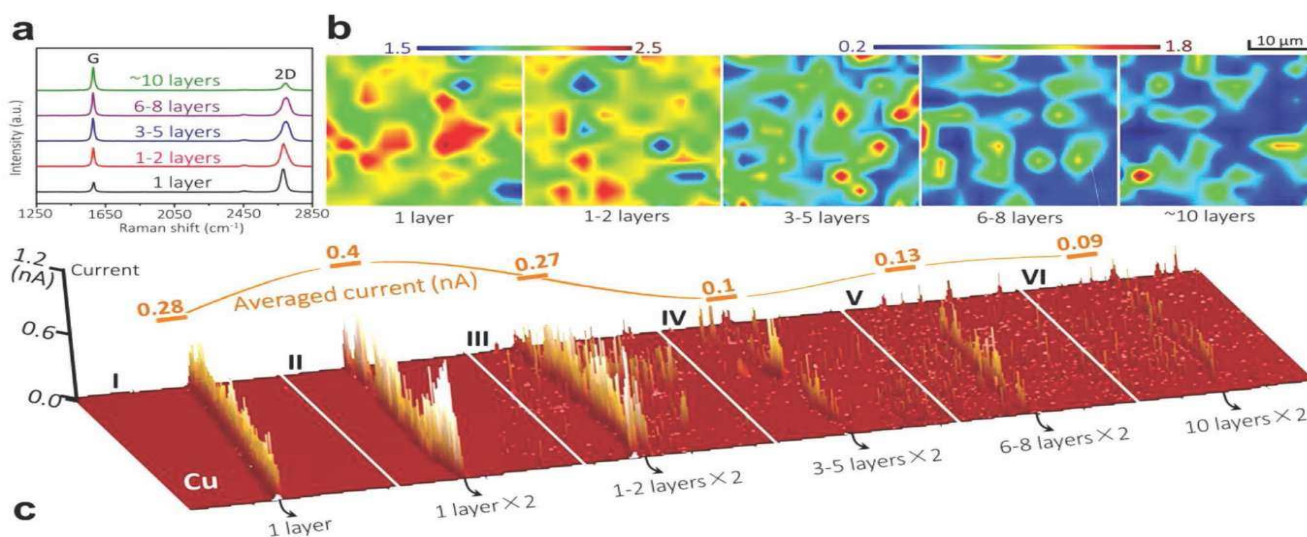 a
G
2D
~10 layers
6-8 layers
3-5 layers
1-2 layers
1 layer
Intensity (a.u.)
1250 1650 2050 2450 2850
Raman shift (cm⁻¹)
b
1.5 2.5 0.2 1.8 10 μm
1 layer 1-2 layers 3-5 layers 6-8 layers ~10 layers
1.2
(nA)
Current
0.6
0.0
0.28 0.4 0.27 0.1 0.13 0.09
Averaged current (nA)
I II III IV V VI
Cu
1 layer 1 layer×2 1-2 layers×2 3-5 layers×2 6-8 layers×2 10 layers×2
c